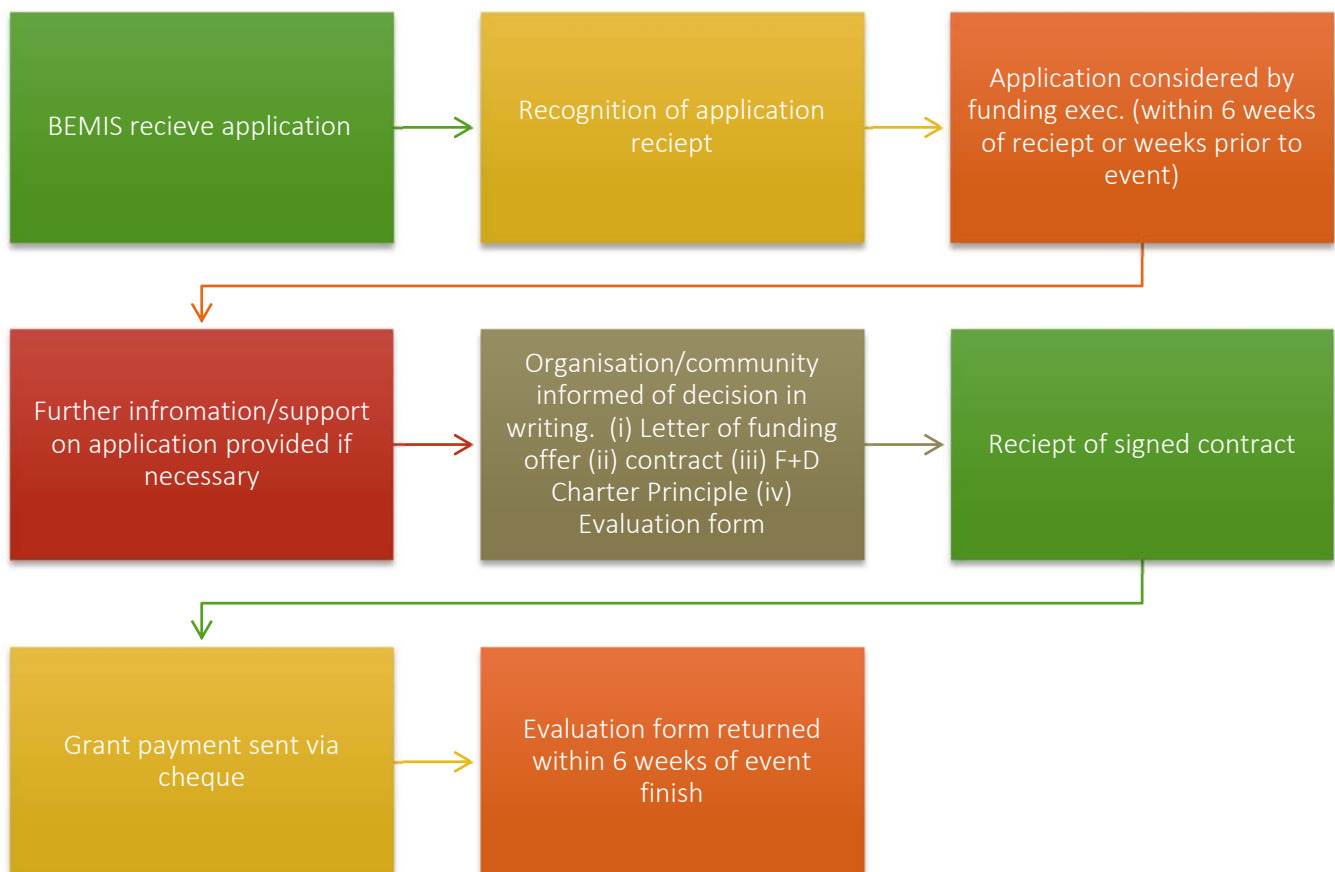 BEMIS recieve application
Recognition of application
reciept
Application considered by
funding exec. (within 6 weeks
of reciept or weeks prior to
event)
Further infromation/support
on application provided if
necessary
Organisation/community
informed of decision in
writing.  (i) Letter of funding
offer (ii) contract (iii) F+D
Charter Principle (iv)
Evaluation form
Reciept of signed contract
Grant payment sent via
cheque
Evaluation form returned
within 6 weeks of event
finish